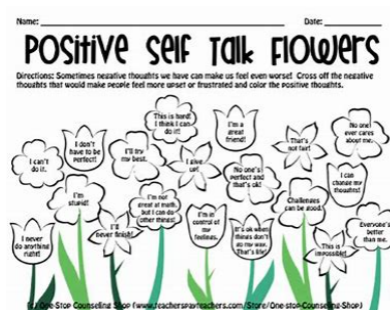 Name:
Date:
POSITIVE SELF TALK FLOWERS
Directions: Sometimes negative thoughts we have can make us feel even worse! Cross off the negative
thoughts that would make people feel more upset or frustrated and color the positive thoughts.
I can't
do it.
I don't
have to be
perfect!
I'll try
my best.
This is hard!
I think I can
do it!
I give
up!
I'm a
great
friend!
That's
not fair!
No one
ever cares
about me.
No one's
perfect and
that's ok!
I can
change my
thoughts!
I'm
stupid!
I'm not
great at math,
but I can do
other things!
Challenges
can be good!
I never
do anything
right!
I'll
never finish!
I'm in
control of
my
feelings.
It's ok when
things don't
go my way.
That's life!
This is
impossible!
Everyone's
better
than me.
(c) One-Stop Counseling Shop (www.teacherspayteachers.com/Store/One-stop-Counseling-Shop)